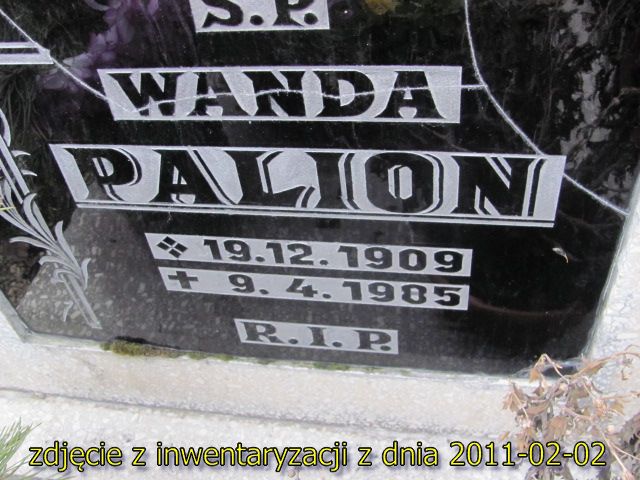 Ś.P.
WANDA
PALION
19.12.1909
9.4.1985
R.I.P.
zdjęcie z inwentaryzacji z dnia 2011-02-02